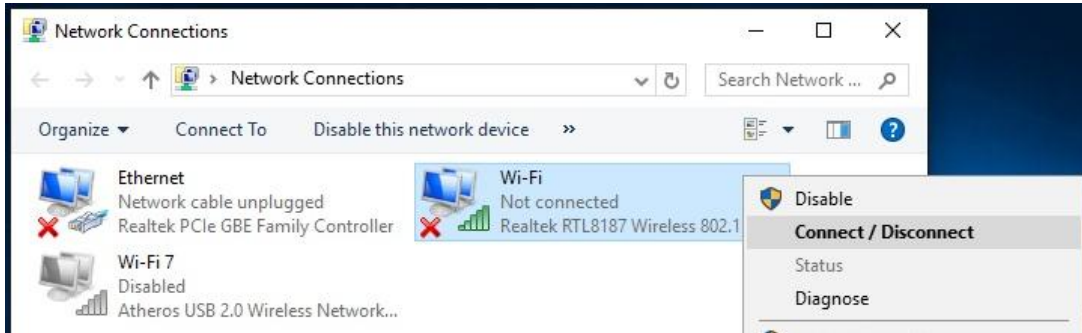 Network Connections
Network Connections
Search Network ...
Organize
Connect To
Disable this network device
»
Ethernet
Network cable unplugged
Realtek PCIe GBE Family Controller
Wi-Fi
Not connected
Realtek RTL8187 Wireless 802.1
Wi-Fi 7
Disabled
Atheros USB 2.0 Wireless Network...
Disable
Connect / Disconnect
Status
Diagnose